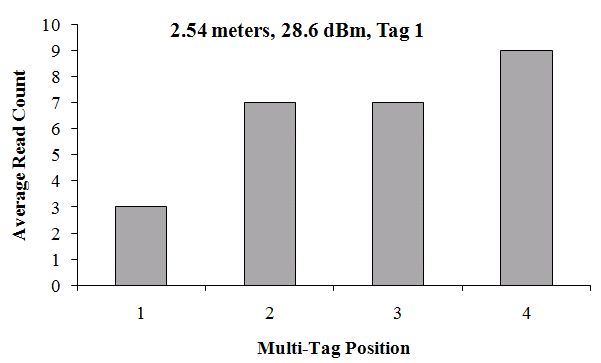 2.54 meters, 28.6 dBm, Tag 1
Average Read Count
10
9
8
7
6
5
4
3
2
1
0
1 2 3 4
Multi-Tag Position